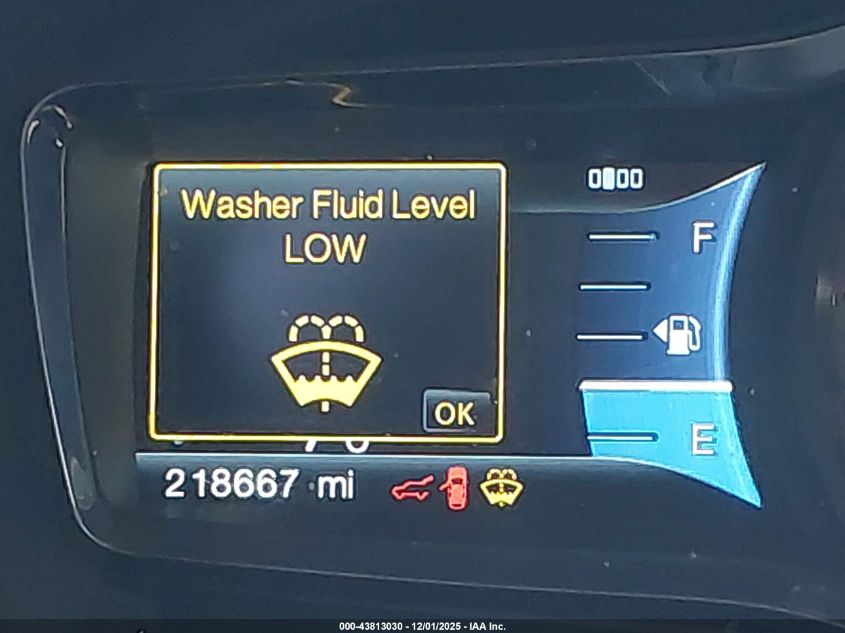 Washer Fluid Level
LOW
OK
F
E
218667 mi
000-43813030 - 12/01/2025 - IAA Inc.